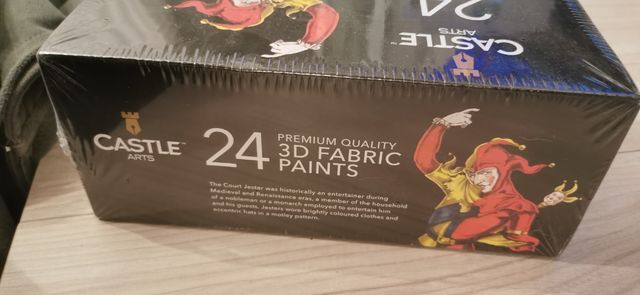 24
CASTLE™
ARTS
CASTLE™
ARTS
24
PREMIUM QUALITY
3D FABRIC
PAINTS
The Court Jester was historically an entertainer during
Medieval and Renaissance eras, a member of the household
of a nobleman or a monarch employed to entertain him
and his guests. Jesters wore brightly coloured clothes and
eccentric hats in a motley pattern.